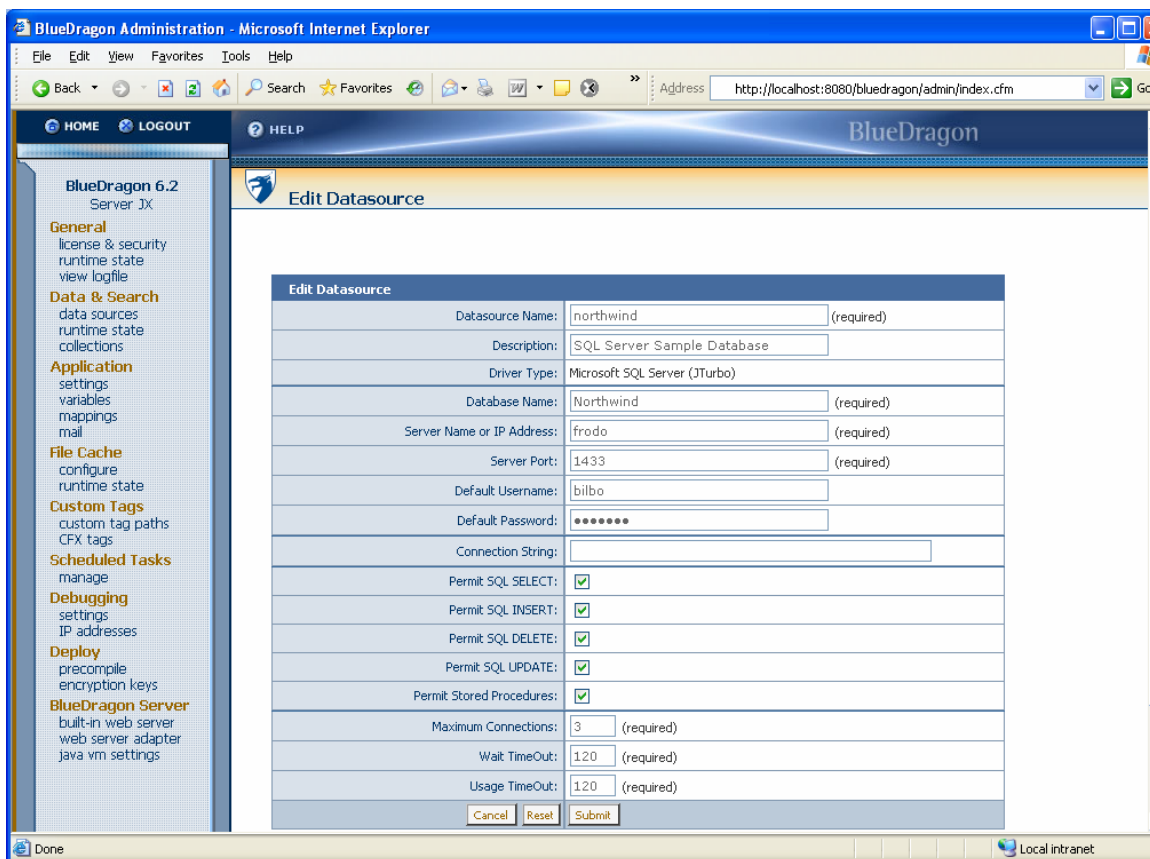 BlueDragon Administration - Microsoft Internet Explorer
File Edit View Favorites Tools Help
Back Search Favorites W » Address http://localhost:8080/bluedragon/admin/index.cfm Go
HOME LOGOUT ? HELP BlueDragon
BlueDragon 6.2
Server JX
General
license & security
runtime state
view logfile
Data & Search
data sources
runtime state
collections
Application
settings
variables
mappings
mail
File Cache
configure
runtime state
Custom Tags
custom tag paths
CFX tags
Scheduled Tasks
manage
Debugging
settings
IP addresses
Deploy
precompile
encryption keys
BlueDragon Server
built-in web server
web server adapter
java vm settings
Edit Datasource
Edit Datasource
Datasource Name: northwind (required)
Description: SQL Server Sample Database
Driver Type: Microsoft SQL Server (JTurbo)
Database Name: Northwind (required)
Server Name or IP Address: frodo (required)
Server Port: 1433 (required)
Default Username: bilbo
Default Password: •••••••
Connection String:
Permit SQL SELECT:
Permit SQL INSERT:
Permit SQL DELETE:
Permit SQL UPDATE:
Permit Stored Procedures:
Maximum Connections: 3 (required)
Wait TimeOut: 120 (required)
Usage TimeOut: 120 (required)
Cancel Reset Submit
Done Local intranet